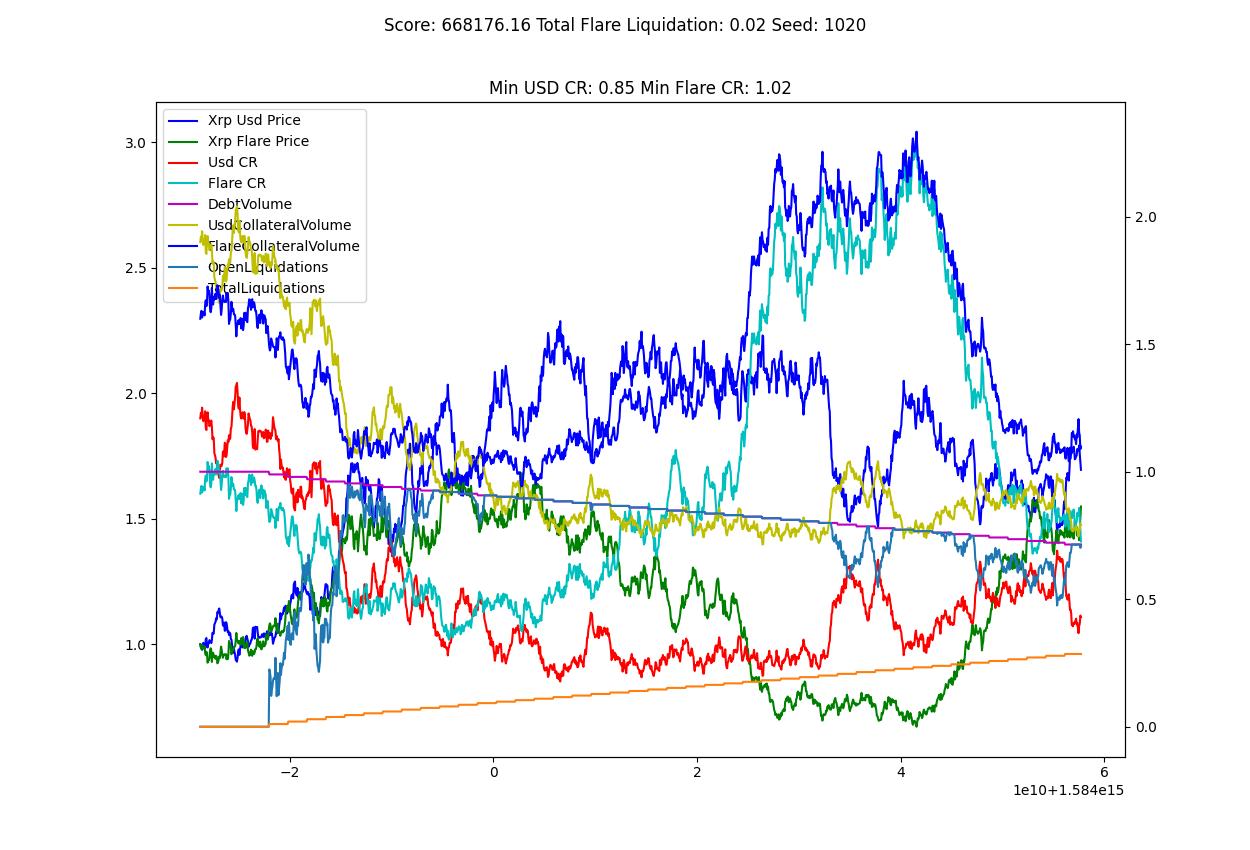 Score: 668176.16 Total Flare Liquidation: 0.02 Seed: 1020
Min USD CR: 0.85 Min Flare CR: 1.02
Xrp Usd Price
Xrp Flare Price
Usd CR
Flare CR
DebtVolume
UsdCollateralVolume
FlareCollateralVolume
OpenLiquidations
TotalLiquidations
3.0
2.5
2.0
1.5
1.0
2.0
1.5
1.0
0.5
0.0
−2
0
2
4
6
1e10+1.584e15